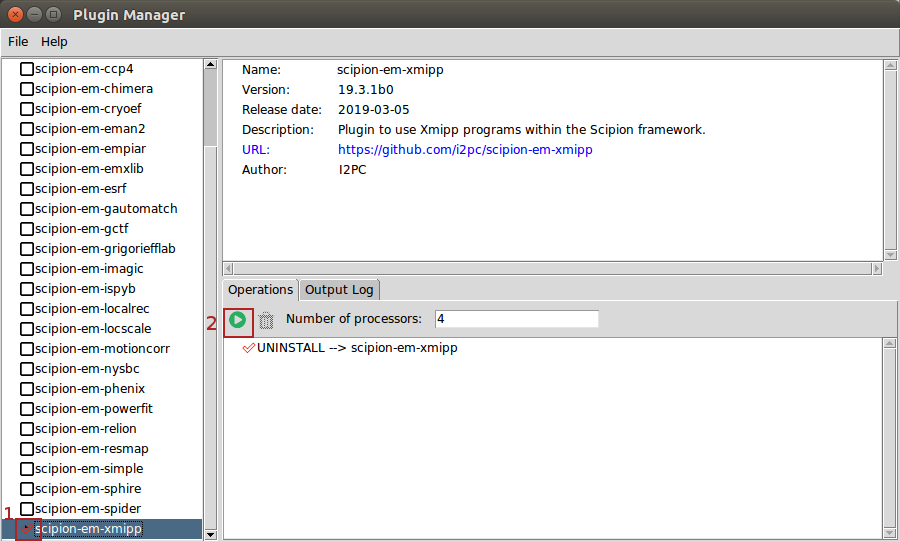 Plugin Manager
File Help
scipion-em-ccp4
scipion-em-chimera
scipion-em-cryoef
scipion-em-eman2
scipion-em-empiar
scipion-em-emxlib
scipion-em-esrf
scipion-em-gautomatch
scipion-em-gctf
scipion-em-grigoriefflab
scipion-em-imagic
scipion-em-ispyb
scipion-em-localrec
scipion-em-locscale
scipion-em-motioncorr
scipion-em-nysbc
scipion-em-phenix
scipion-em-powerfit
scipion-em-relion
scipion-em-resmap
scipion-em-simple
scipion-em-sphire
scipion-em-spider
1 scipion-em-xmipp
Name: scipion-em-xmipp
Version: 19.3.1b0
Release date: 2019-03-05
Description: Plugin to use Xmipp programs within the Scipion framework.
URL: https://github.com/i2pc/scipion-em-xmipp
Author: I2PC
Operations Output Log
2 Number of processors: 4
UNINSTALL --> scipion-em-xmipp